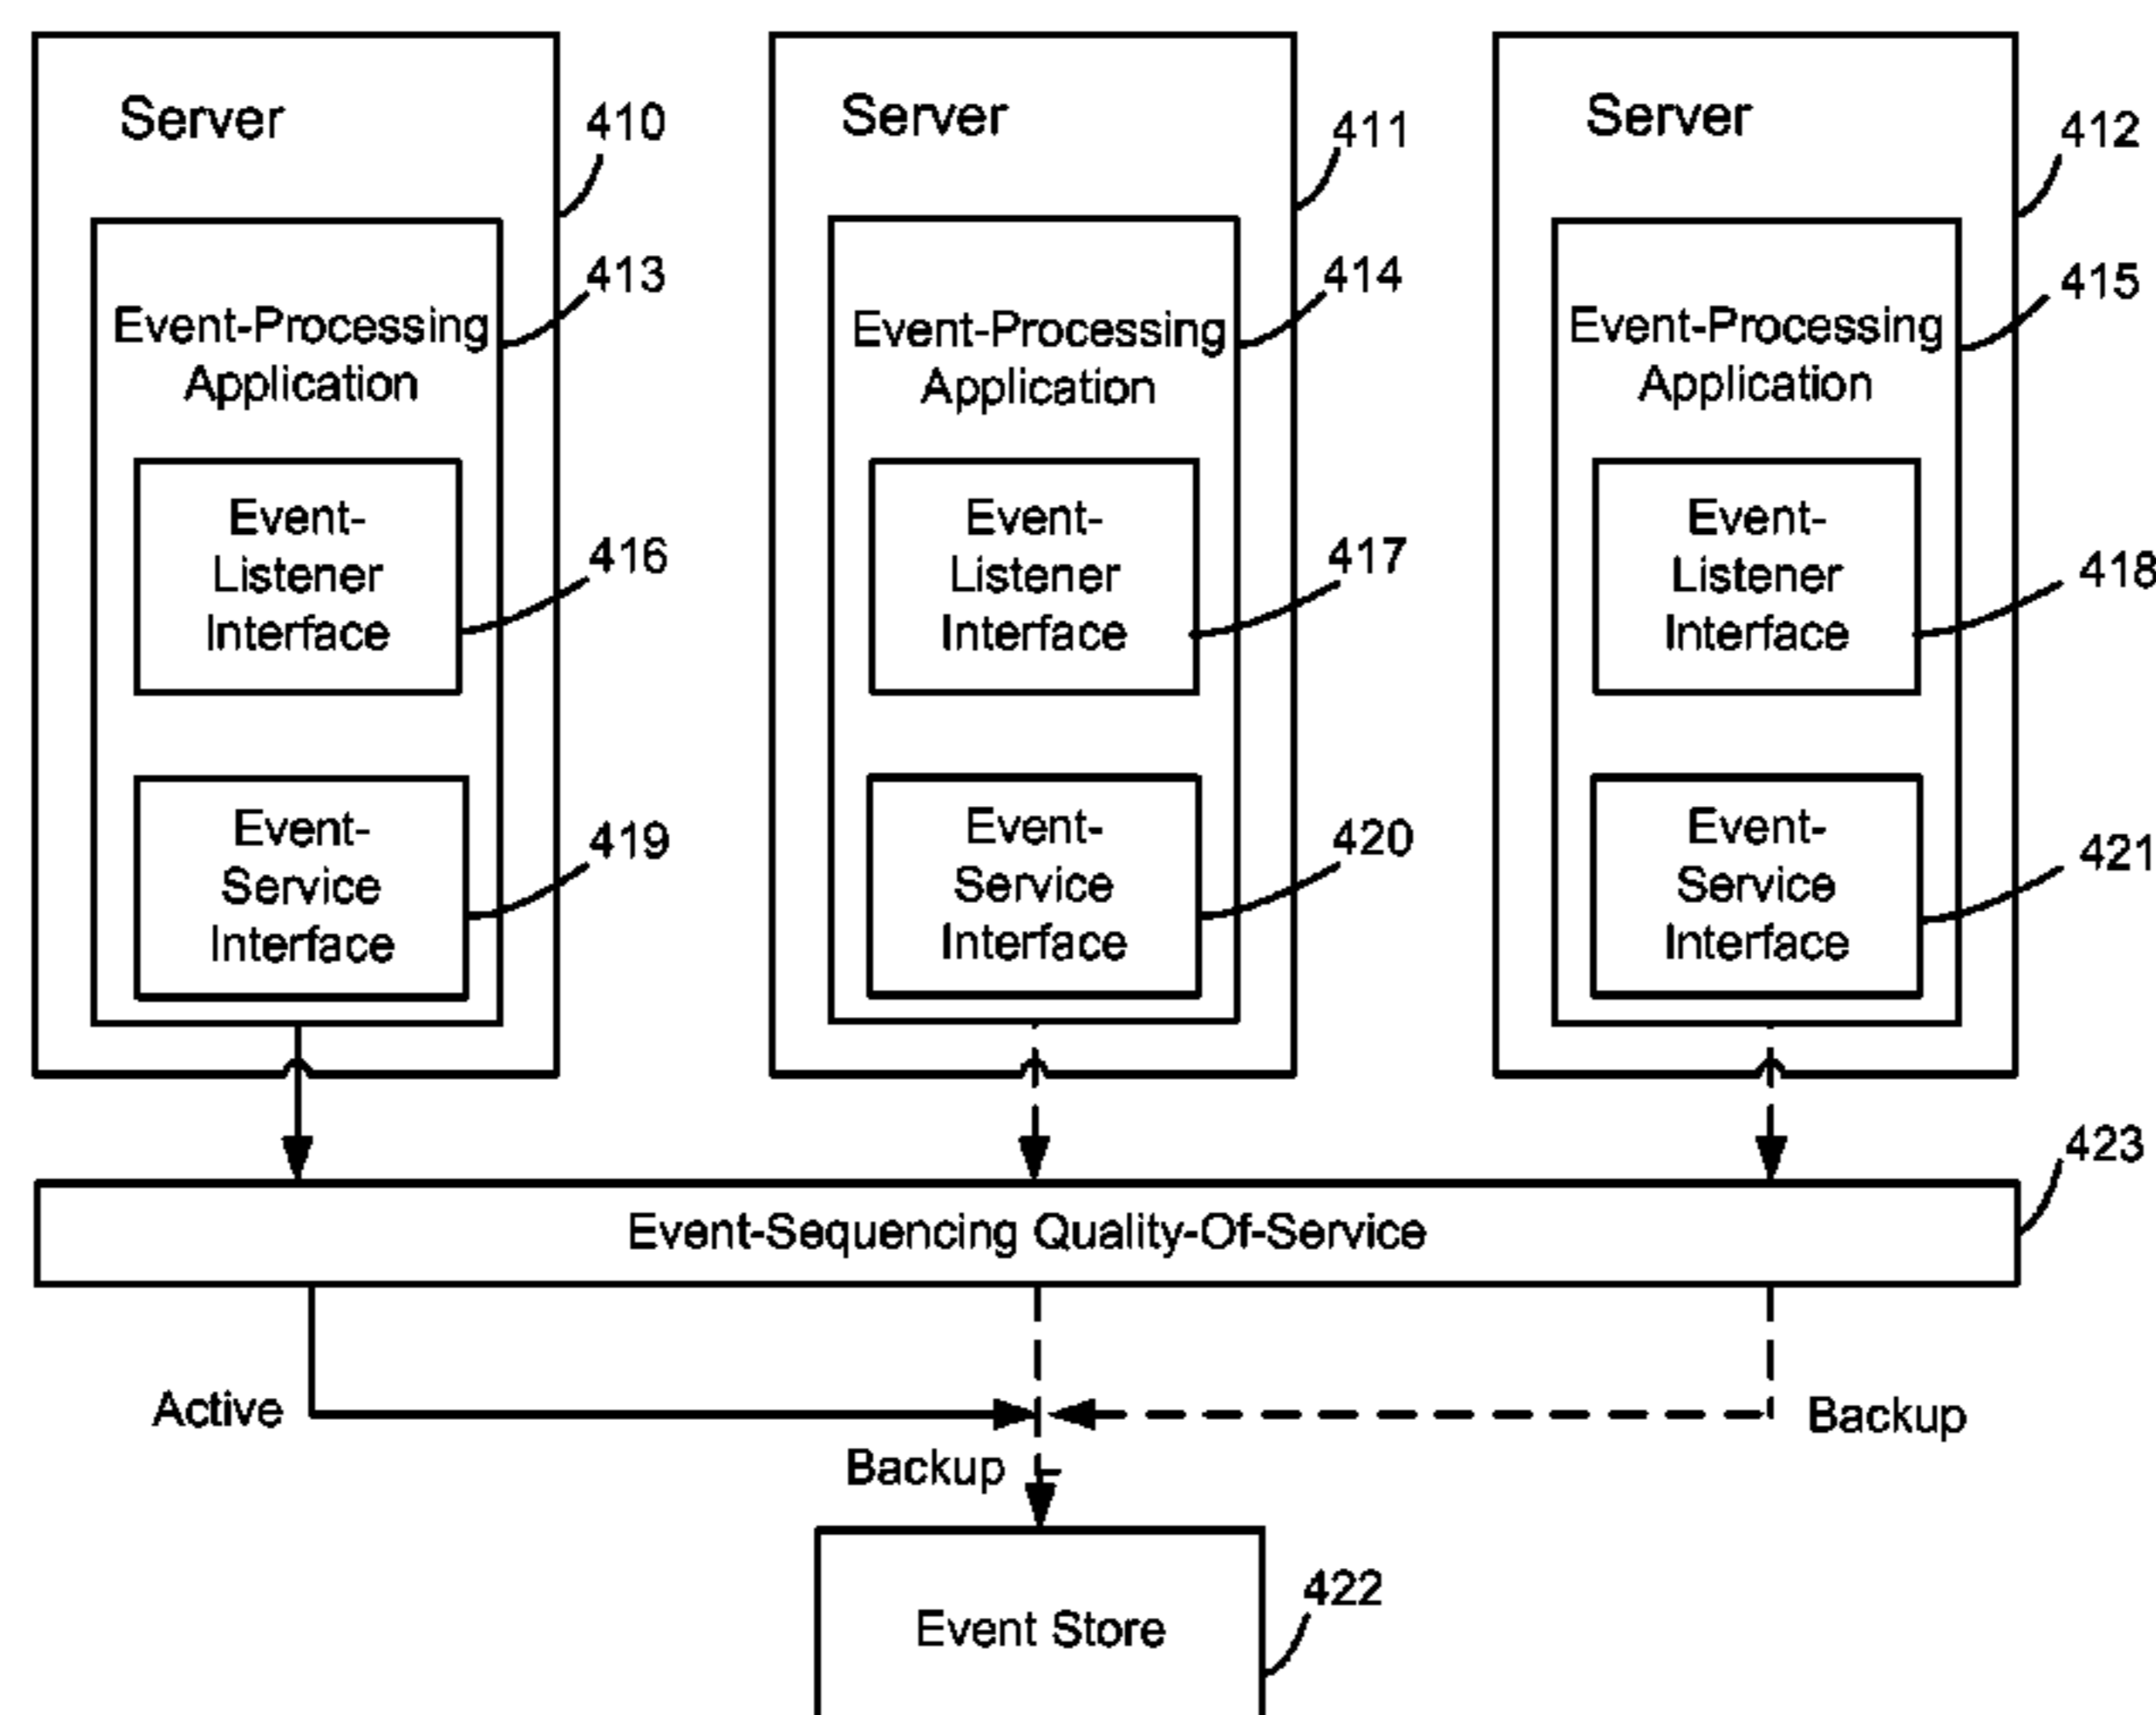 Server
410
Event-Processing
Application
413
Event-
Listener
Interface
416
Event-
Service
Interface
419
Server
411
Event-Processing
Application
414
Event-
Listener
Interface
417
Event-
Service
Interface
420
Server
412
Event-Processing
Application
415
Event-
Listener
Interface
418
Event-
Service
Interface
421
423
Event-Sequencing Quality-Of-Service
Active
Backup
Backup
422
Event Store